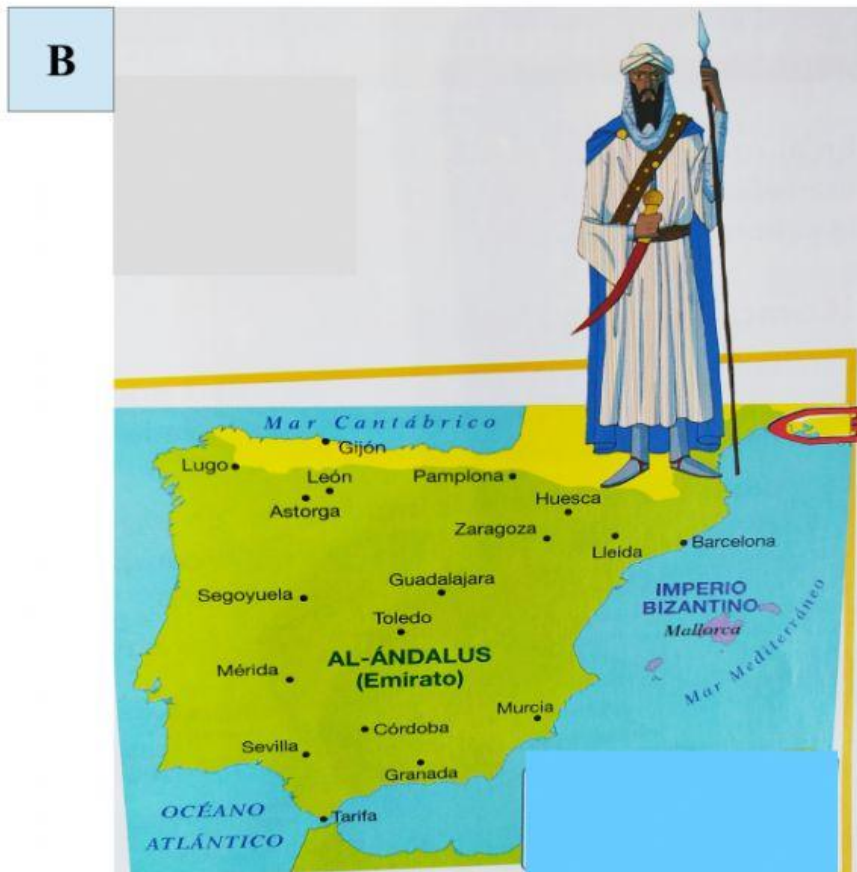 B
Mar Cantábrico
Gijón
Lugo
León
Pamplona
Astorga
Huesca
Zaragoza
Lleida
Barcelona
Segoyuela
Guadalajara
IMPERIO
BIZANTINO
Mallorca
Toledo
Mar Mediterráneo
AL-ÁNDALUS
(Emirato)
Mérida
Murcia
Córdoba
Sevilla
Granada
OCÉANO
ATLÁNTICO
Tarifa